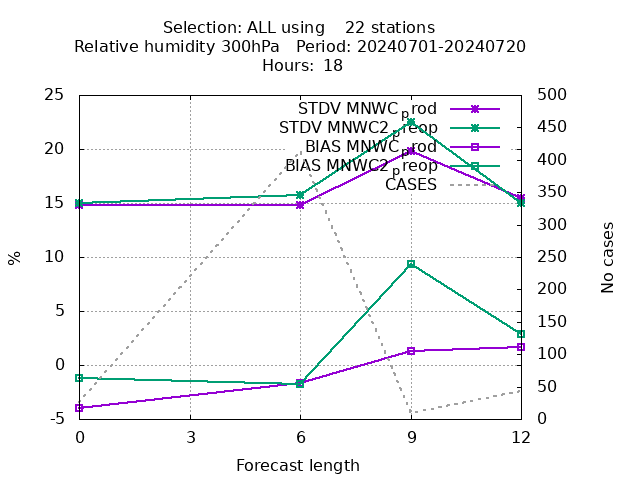 Selection: ALL using 22 stations
Relative humidity 300hPa Period: 20240701-20240720
Hours: 18
25 500
STDV MNWC_prod
450
STDV MNWC2_preop
20 400
BIAS MNWC_prod
BIAS MNWC2_preop
CASES
350
15
300
% 10 250 No cases
200
5
150
0 100
50
-5 0
0 3 6 9 12
Forecast length